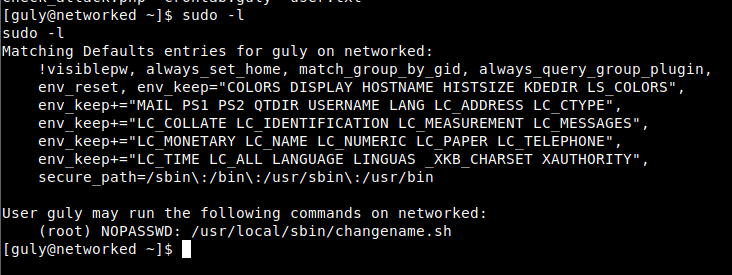 [guly@networked ~]$ sudo -l
sudo -l
Matching Defaults entries for guly on networked:
    !visiblepw, always_set_home, match_group_by_gid, always_query_group_plugin,
    env_reset, env_keep="COLORS DISPLAY HOSTNAME HISTSIZE KDEDIR LS_COLORS",
    env_keep+="MAIL PS1 PS2 QTDIR USERNAME LANG LC_ADDRESS LC_CTYPE",
    env_keep+="LC_COLLATE LC_IDENTIFICATION LC_MEASUREMENT LC_MESSAGES",
    env_keep+="LC_MONETARY LC_NAME LC_NUMERIC LC_PAPER LC_TELEPHONE",
    env_keep+="LC_TIME LC_ALL LANGUAGE LINGUAS _XKB_CHARSET XAUTHORITY",
    secure_path=/sbin\:/bin\:/usr/sbin\:/usr/bin

User guly may run the following commands on networked:
    (root) NOPASSWD: /usr/local/sbin/changename.sh
[guly@networked ~]$